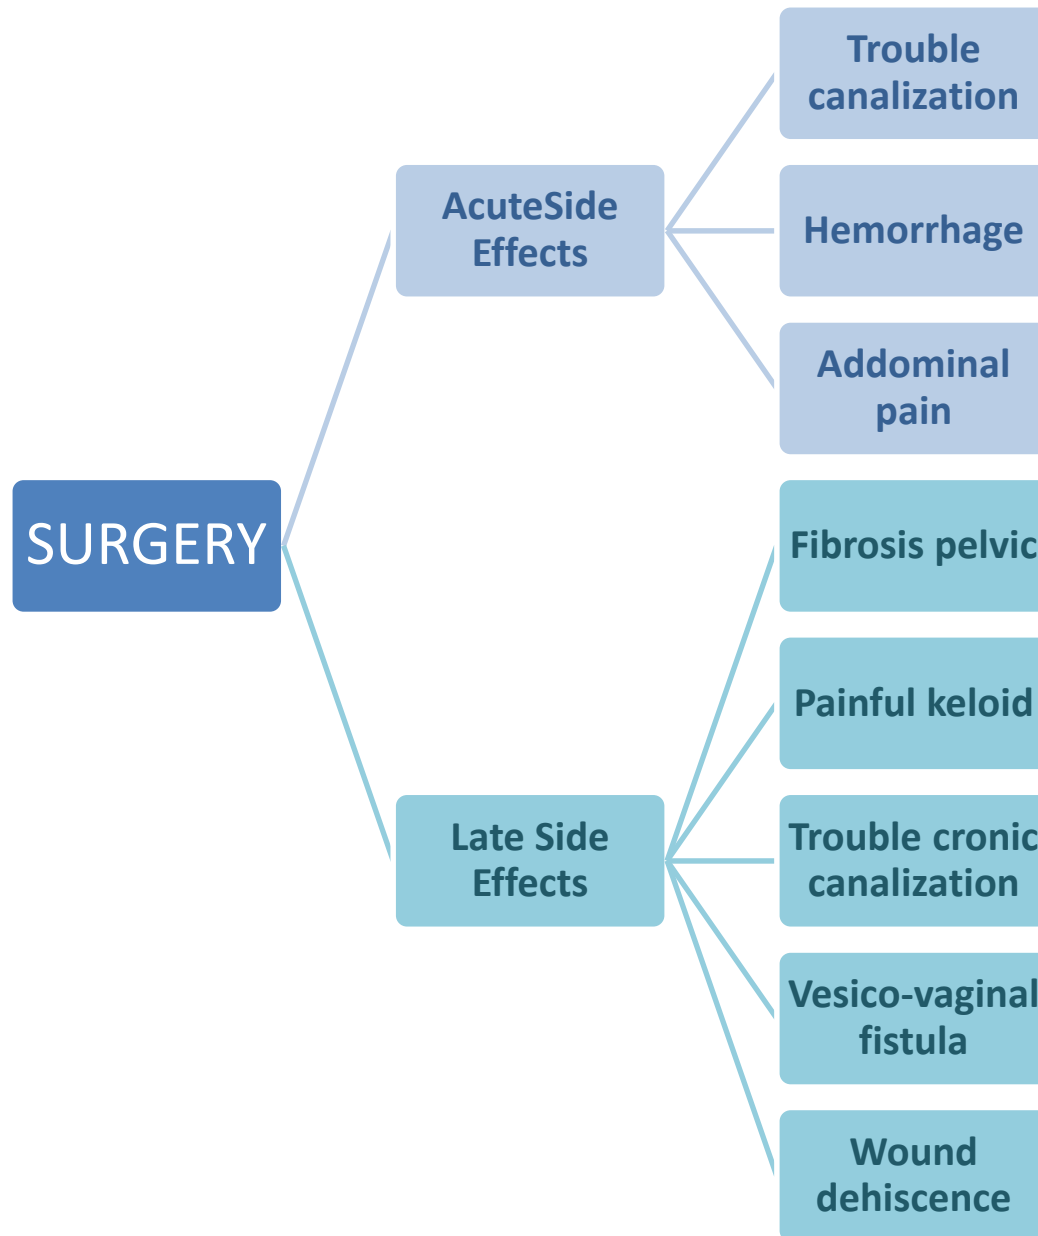 SURGERY
AcuteSide
Effects
Trouble
canalization
Hemorrhage
Addominal
pain
Late Side
Effects
Fibrosis pelvic
Painful keloid
Trouble cronic
canalization
Vesico-vaginal
fistula
Wound
dehiscence